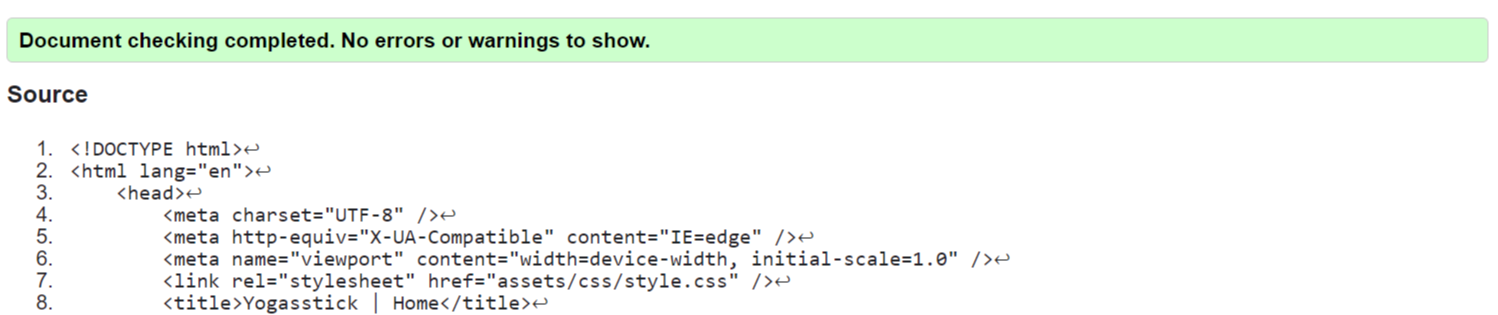 Document checking completed. No errors or warnings to show.
Source
1. <!DOCTYPE html>↩
2. <html lang="en">↩
3. <head>↩
4. <meta charset="UTF-8" />↩
5. <meta http-equiv="X-UA-Compatible" content="IE=edge" />↩
6. <meta name="viewport" content="width=device-width, initial-scale=1.0" />↩
7. <link rel="stylesheet" href="assets/css/style.css" />↩
8. <title>Yogasstick | Home</title>↩